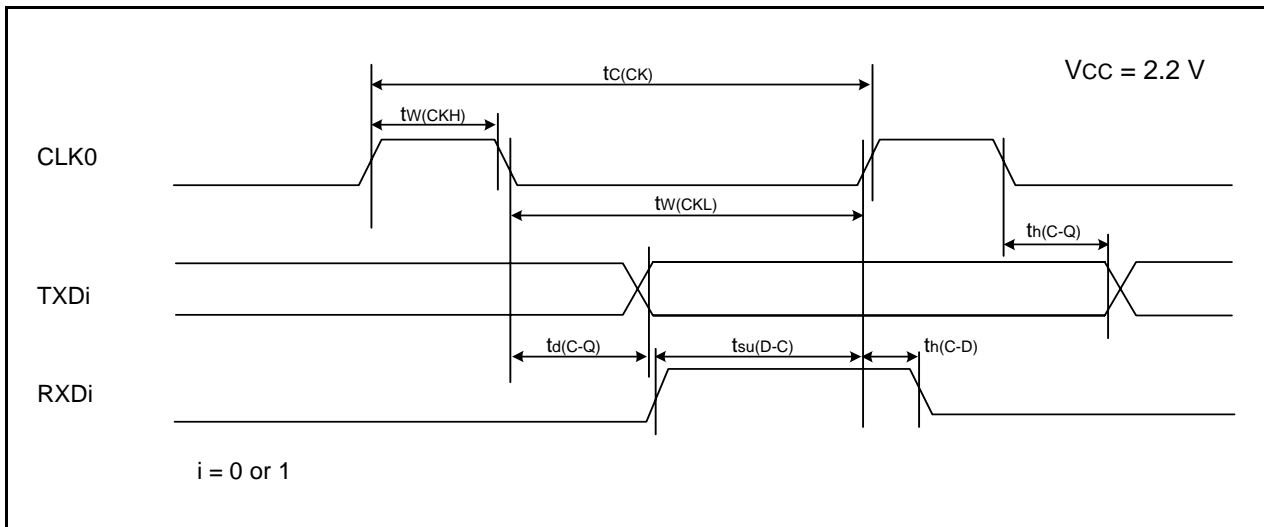 tC(CK)
VCC = 2.2 V
tW(CKH)
CLK0
tW(CKL)
th(C-Q)
TXDi
td(C-Q)
tsu(D-C)
th(C-D)
RXDi
i = 0 or 1